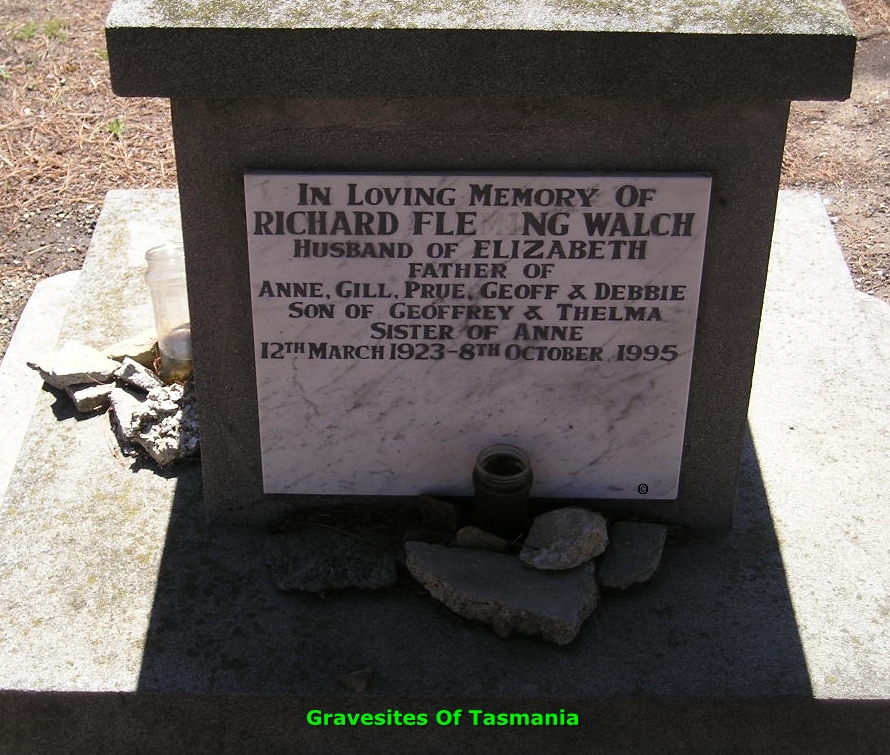 IN LOVING MEMORY OF
RICHARD FLEMING WALCH
HUSBAND OF ELIZABETH
FATHER OF
ANNE, GILL, PRUE, GEOFF & DEBBIE
SON OF GEOFFREY & THELMA
SISTER OF ANNE
12TH MARCH 1923-8TH OCTOBER 1995
©
Gravesites Of Tasmania